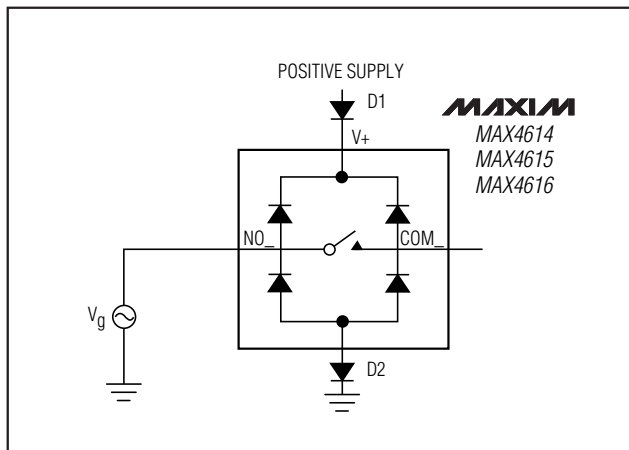 POSITIVE SUPPLY
D1
MAXIM
V+
MAX4614
MAX4615
MAX4616
NO_
COM_
Vg
D2